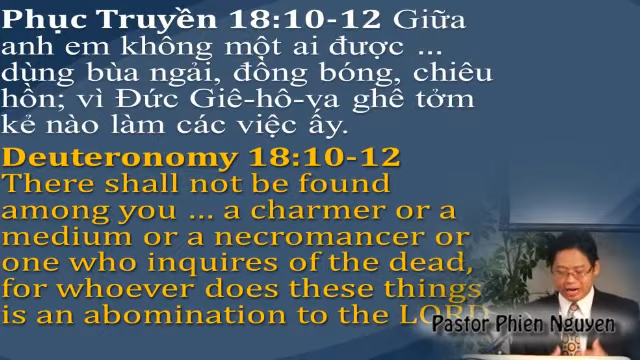 Phục Truyền 18:10-12 Giữa
anh em không một ai được ...
dùng bùa ngải, đồng bóng, chiêu
hồn; vì Đức Giê-hô-va ghê tởm
kẻ nào làm các việc ấy.
Deuteronomy 18:10-12
There shall not be found
among you ... a charmer or a
medium or a necromancer or
one who inquires of the dead,
for whoever does these things
is an abomination to the LORD
Pastor Phien Nguyen